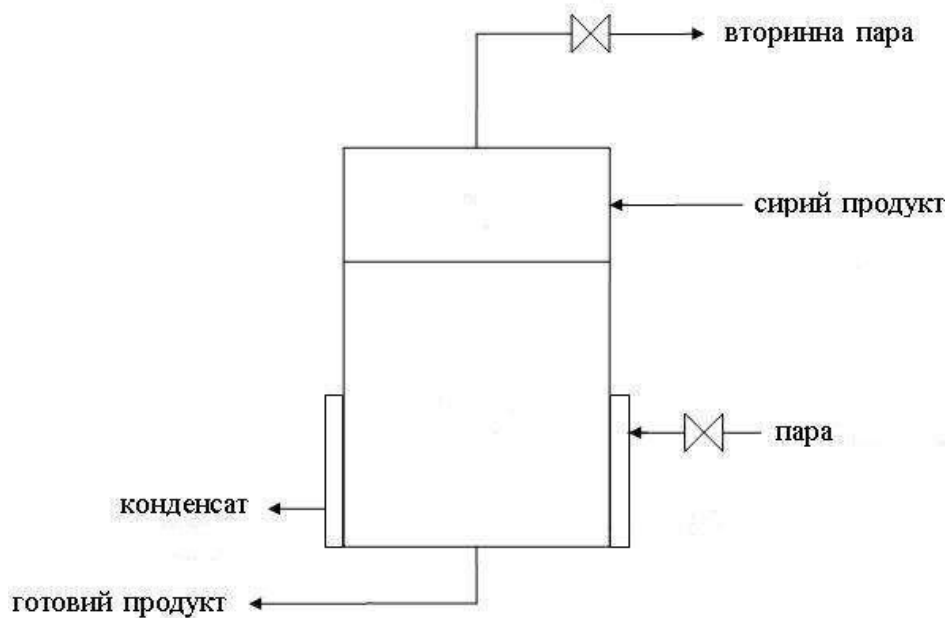 вторинна пара
сирий продукт
пара
конденсат
готовий продукт